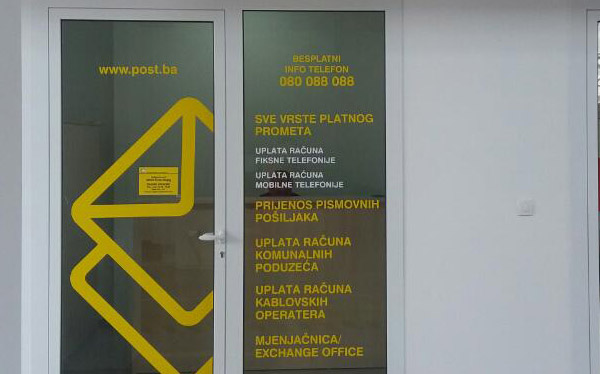 www.post.ba
BESPLATNI
INFO TELEFON
080 088 088
SVE VRSTE PLATNOG
PROMETA
UPLATA RAČUNA
FIKSNE TELEFONIJE
UPLATA RAČUNA
MOBILNE TELEFONIJE
PRIJENOS PISMOVNIH
POŠILJAKA
UPLATA RAČUNA
KOMUNALNIH
PODUZEĆA
UPLATA RAČUNA
KABLOVSKIH
OPERATERA
MJENJAČNICA/
EXCHANGE OFFICE